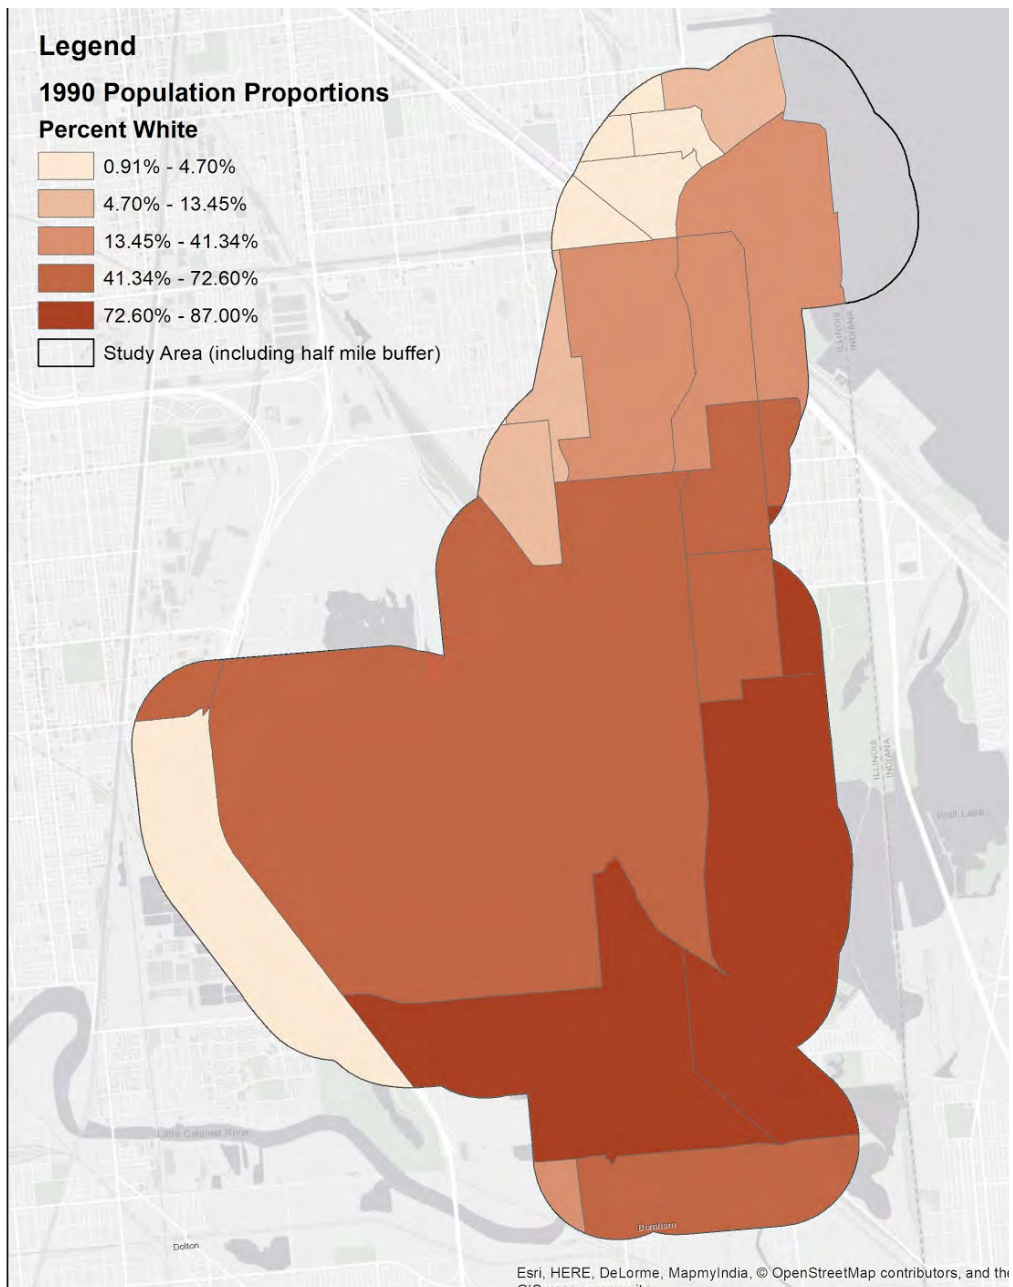 Legend
1990 Population Proportions
Percent White
0.91% - 4.70%
4.70% - 13.45%
13.45% - 41.34%
41.34% - 72.60%
72.60% - 87.00%
Study Area (including half mile buffer)
ILLINOIS
INDIANA
ILLINOIS
INDIANA
Wolf Lake
Little Calumet River
Burnham
Dolton
Esri, HERE, DeLorme, MapmyIndia, © OpenStreetMap contributors, and the